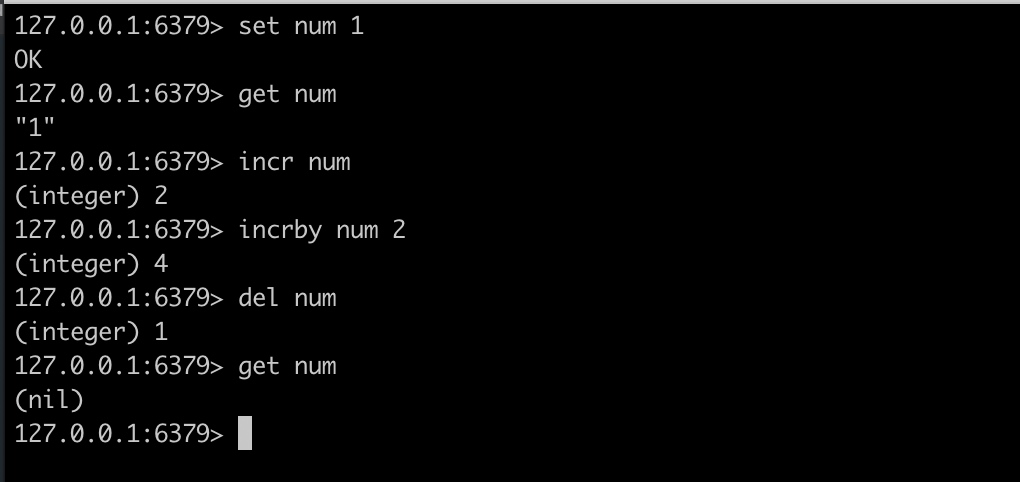 127.0.0.1:6379> set num 1
OK
127.0.0.1:6379> get num
"1"
127.0.0.1:6379> incr num
(integer) 2
127.0.0.1:6379> incrby num 2
(integer) 4
127.0.0.1:6379> del num
(integer) 1
127.0.0.1:6379> get num
(nil)
127.0.0.1:6379>